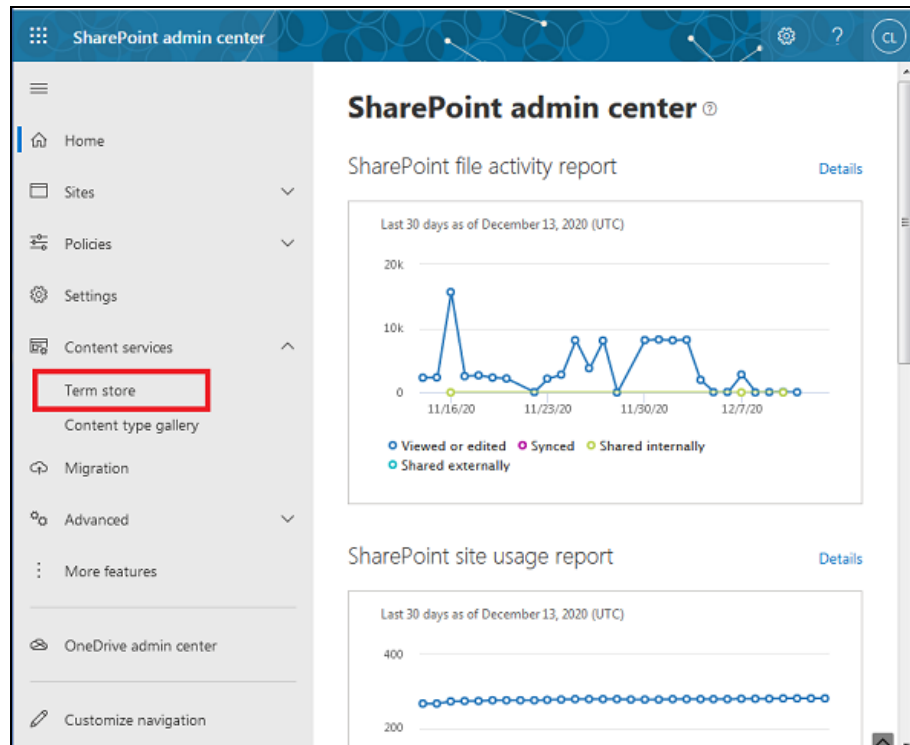 SharePoint admin center
?
CL
Home
Sites
Policies
Settings
Content services
Term store
Content type gallery
Migration
Advanced
More features
OneDrive admin center
Customize navigation
SharePoint admin center ?
SharePoint file activity report Details
Last 30 days as of December 13, 2020 (UTC)
20k
10k
0
11/16/20 11/23/20 11/30/20 12/7/20
Viewed or edited Synced Shared internally
Shared externally
SharePoint site usage report Details
Last 30 days as of December 13, 2020 (UTC)
400
200